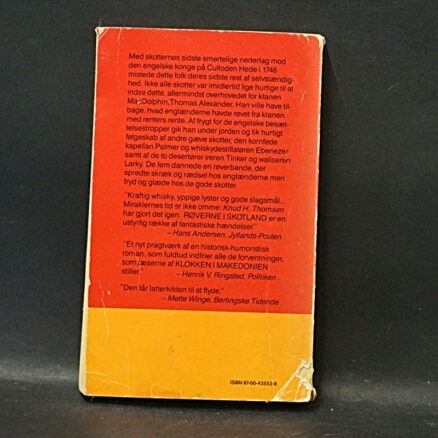 Med skotternes sidste smertelige nederlag mod
den engelske konge på Culloden Hede i 1746
mistede dette folk deres sidste rest af selvstændig-
hed. Ikke alle skotter var imidlertid lige hurtige til at
indse dette, allermindst overhovedet for klanen
MacDolphin, Thomas Alexander. Han ville have til-
bage, hvad englænderne havde røvet fra klanen
med renters rente. Af frygt for de engelske besæt-
telsestropper gik han under jorden og fik hurtigt
følgeskab af andre gæve skotter, den kornfede
kapellan Palmer og whiskydestillatøren Ebenezer
samt af de to desertører ireren Tinker og waliseren
Larky. De fem dannede en røverbande, der
spredte skræk og rædsel hos englænderne men
fryd og glæde hos de gode skotter.
"Kraftig whisky, yppige lyster og gode slagsmål...
Miraklernes tid er ikke omme: Knud H. Thomsen
har gjort det igen. RØVERNE I SKOTLAND er en
ustyrlig række af fantastiske hændelser."
– Hans Andersen, Jyllands-Posten
"Et nyt pragtværk af en historisk-humoristisk
roman, som fuldtud indfrier alle de forventninger,
som læserne af KLOKKEN I MAKEDONIEN
stiller."
– Henrik V. Ringsted, Politiken
"Den får latterkilden til at flyde."
– Mette Winge, Berlingske Tidende
ISBN 87-00-43553-8